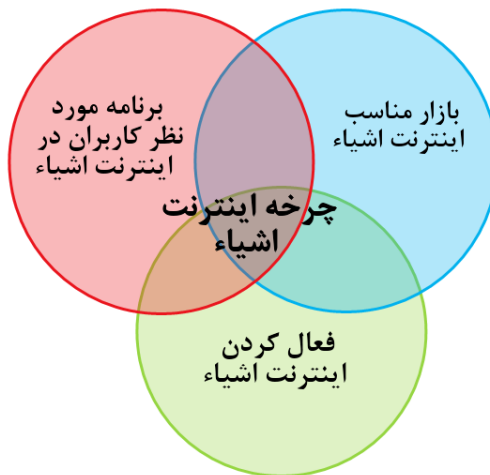 بازار مناسب
اینترنت اشیاء
برنامه مورد
نظر کاربران در
اینترنت اشیاء
چرخه اینترنت
اشیاء
فعال کردن
اینترنت اشیاء